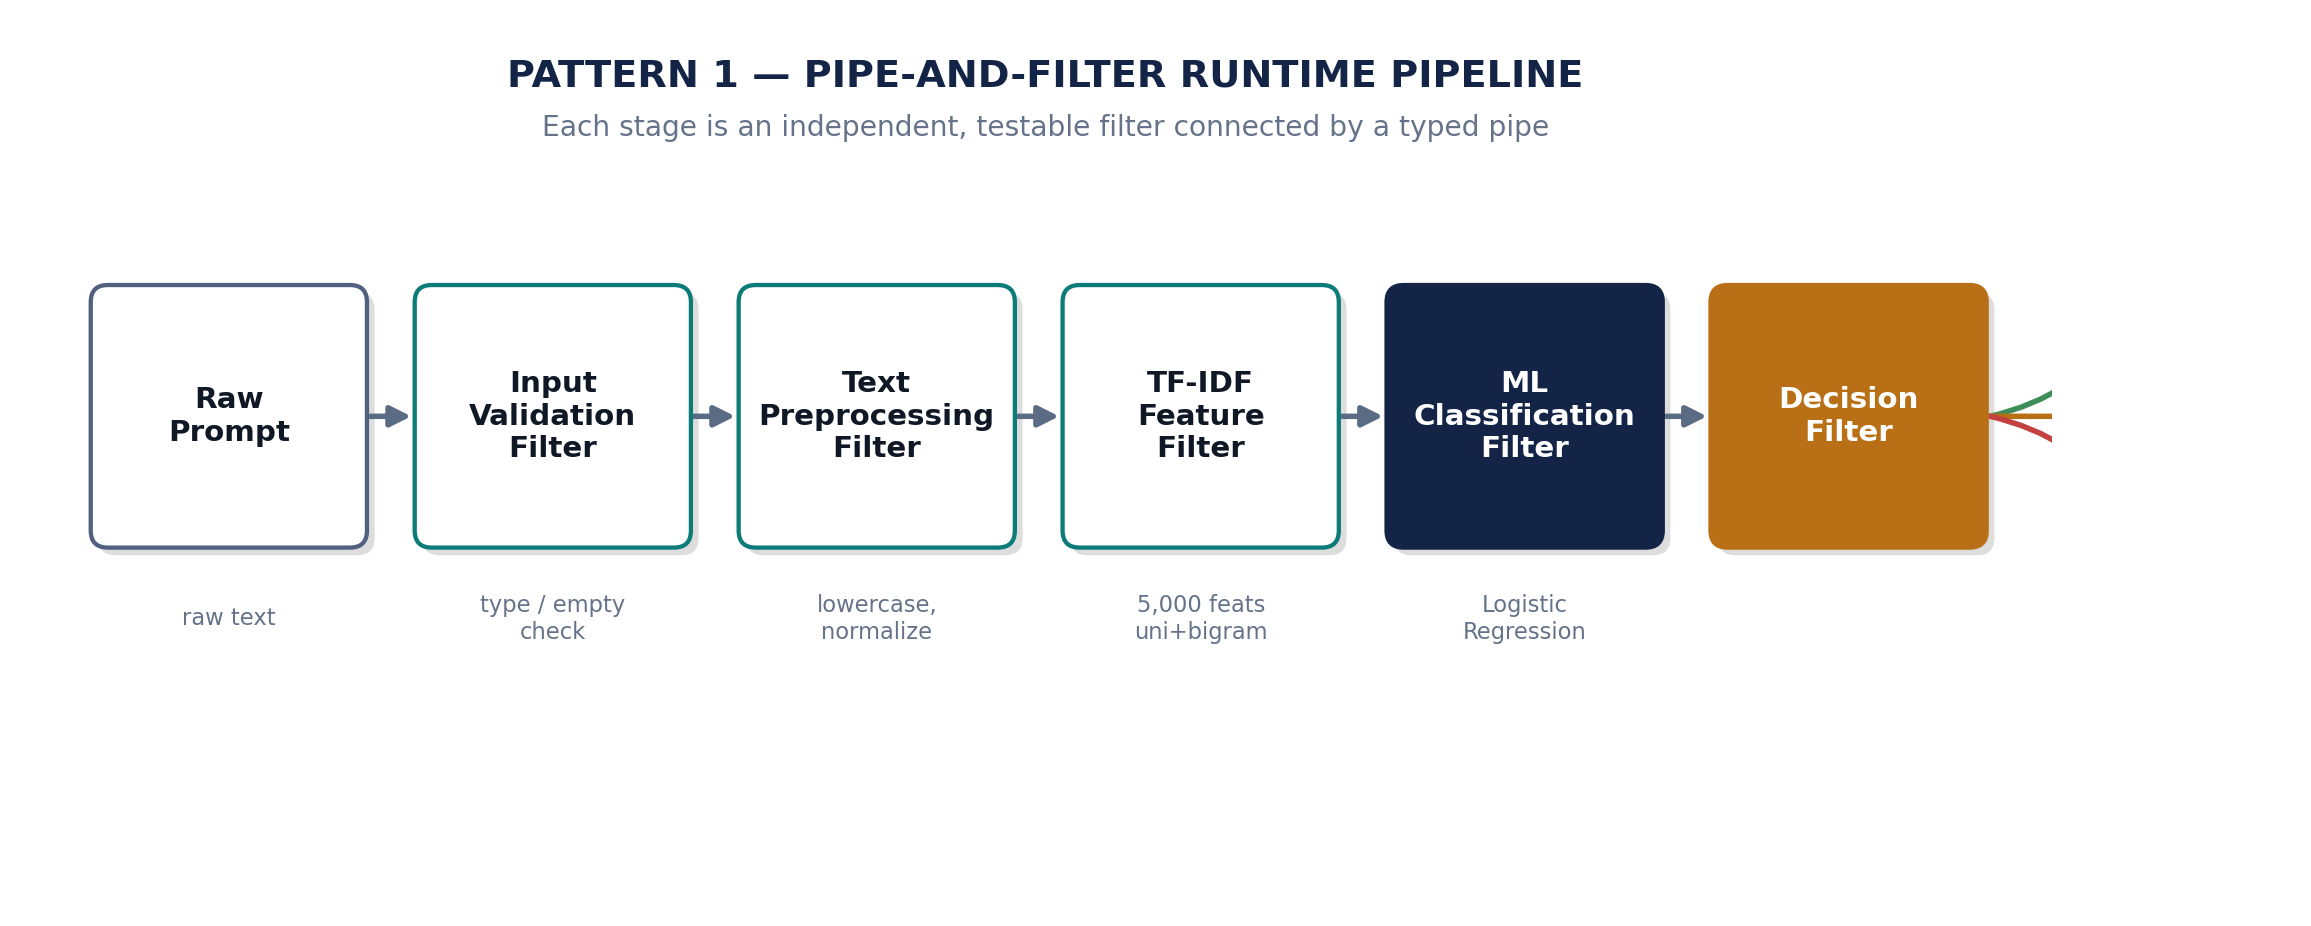 PATTERN 1 — PIPE-AND-FILTER RUNTIME PIPELINE
Each stage is an independent, testable filter connected by a typed pipe
Raw
Prompt
Input
Validation
Filter
Text
Preprocessing
Filter
TF-IDF
Feature
Filter
ML
Classification
Filter
Decision
Filter
raw text
type / empty
check
lowercase,
normalize
5,000 feats
uni+bigram
Logistic
Regression